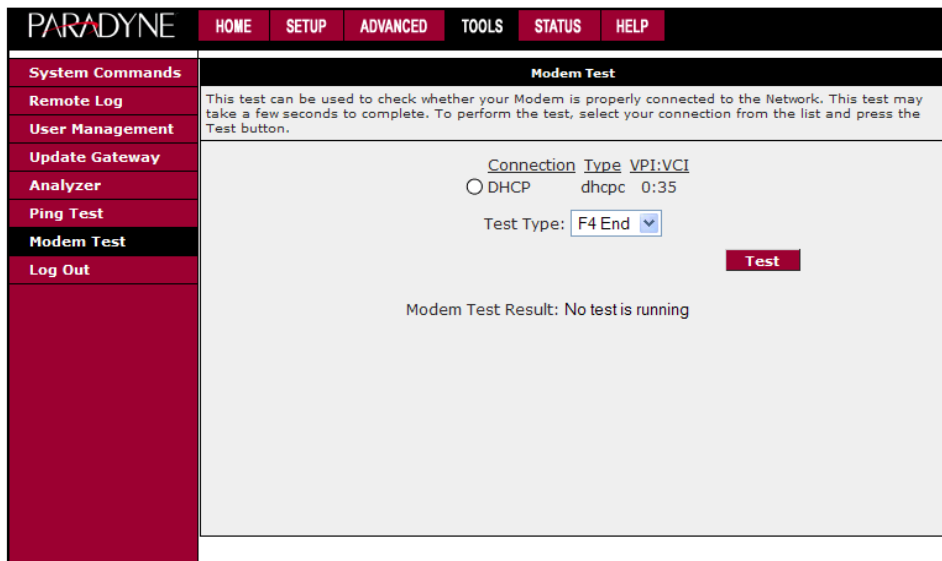 PARADYNE
HOME SETUP ADVANCED TOOLS STATUS HELP
System Commands
Remote Log
User Management
Update Gateway
Analyzer
Ping Test
Modem Test
Log Out
Modem Test
This test can be used to check whether your Modem is properly connected to the Network. This test may
take a few seconds to complete. To perform the test, select your connection from the list and press the
Test button.
Connection Type VPI:VCI
DHCP dhcpc 0:35
Test Type: F4 End
Test
Modem Test Result: No test is running